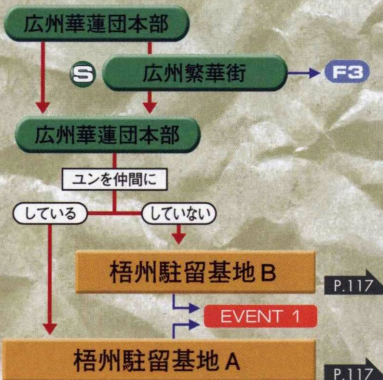 広州華蓮団本部
S
広州繁華街
F3
広州華蓮団本部
ユンを仲間に
している
していない
梧州駐留基地B
P.117
EVENT 1
梧州駐留基地A
P.117